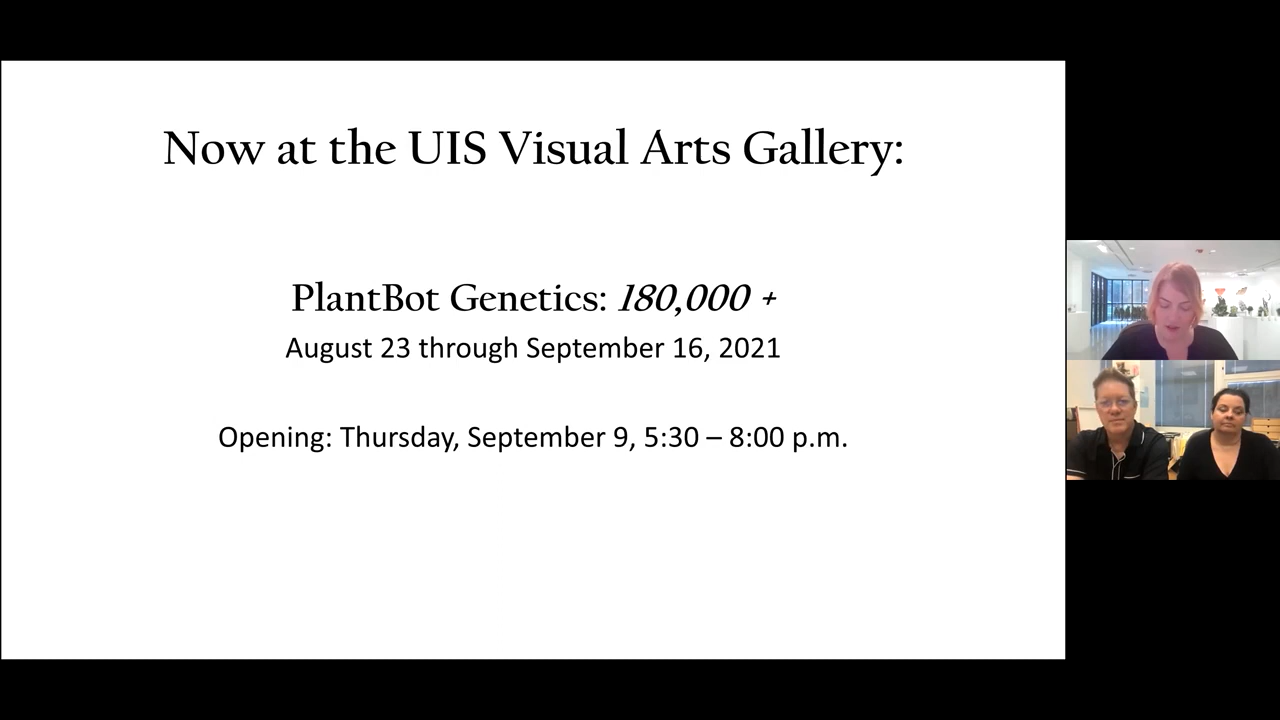 Now at the UIS Visual Arts Gallery:
PlantBot Genetics: 180,000 +
August 23 through September 16, 2021
Opening: Thursday, September 9, 5:30 – 8:00 p.m.